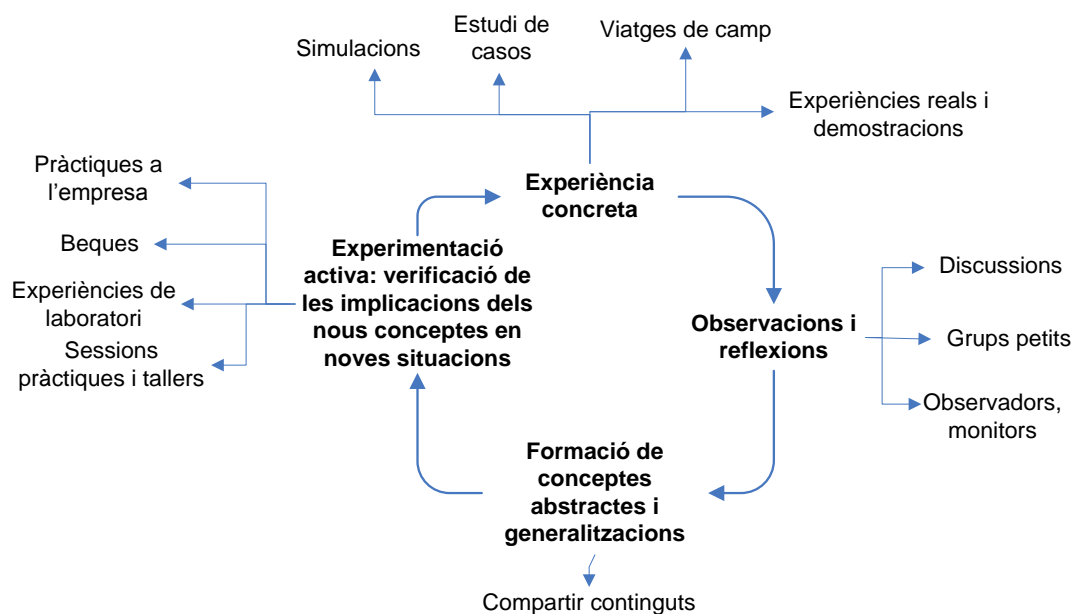 Simulacions
Estudi de
casos
Viatges de camp
Experiències reals i
demostracions
Experiència
concreta
Pràctiques a
l’empresa
Beques
Experiències de
laboratori
Sessions
pràctiques i tallers
Experimentació
activa: verificació de
les implicacions dels
nous conceptes en
noves situacions
Observacions i
reflexions
Discussions
Grups petits
Observadors,
monitors
Formació de
conceptes
abstractes i
generalitzacions
Compartir continguts